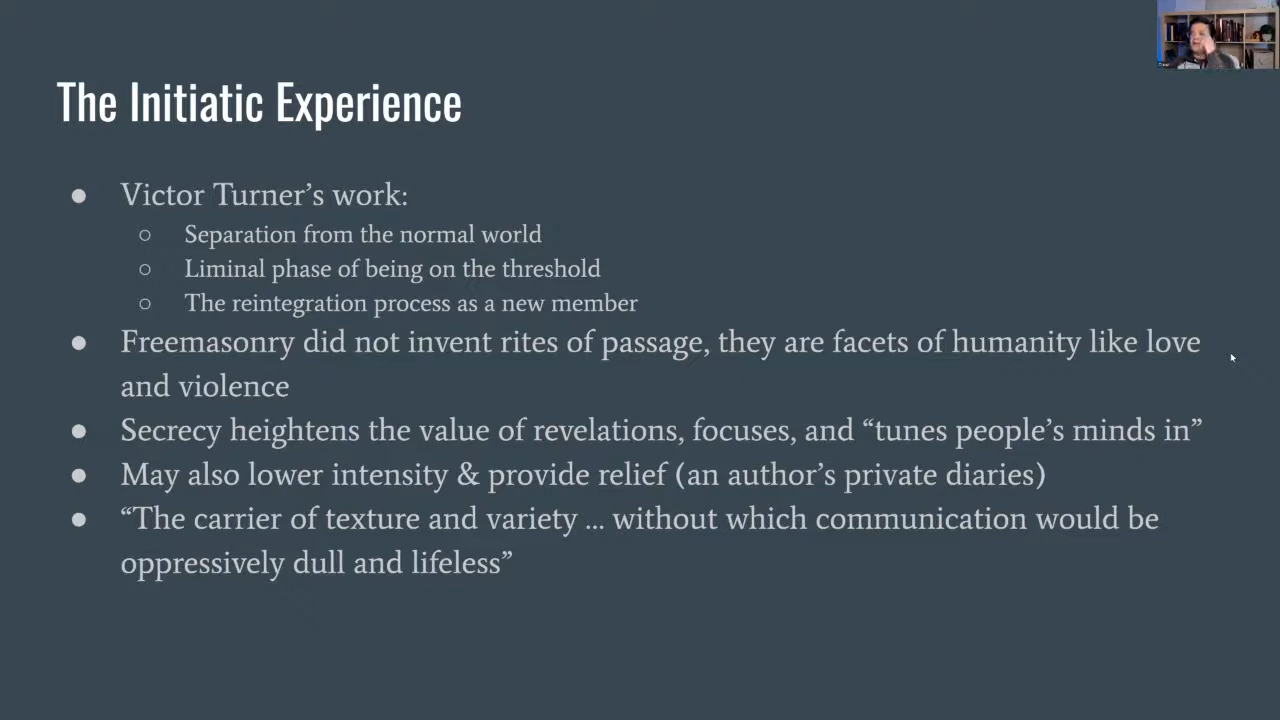 The Initiatic Experience
● Victor Turner’s work:
○ Separation from the normal world
○ Liminal phase of being on the threshold
○ The reintegration process as a new member
● Freemasonry did not invent rites of passage, they are facets of humanity like love
and violence
● Secrecy heightens the value of revelations, focuses, and “tunes people’s minds in”
● May also lower intensity & provide relief (an author’s private diaries)
● “The carrier of texture and variety ... without which communication would be
oppressively dull and lifeless”